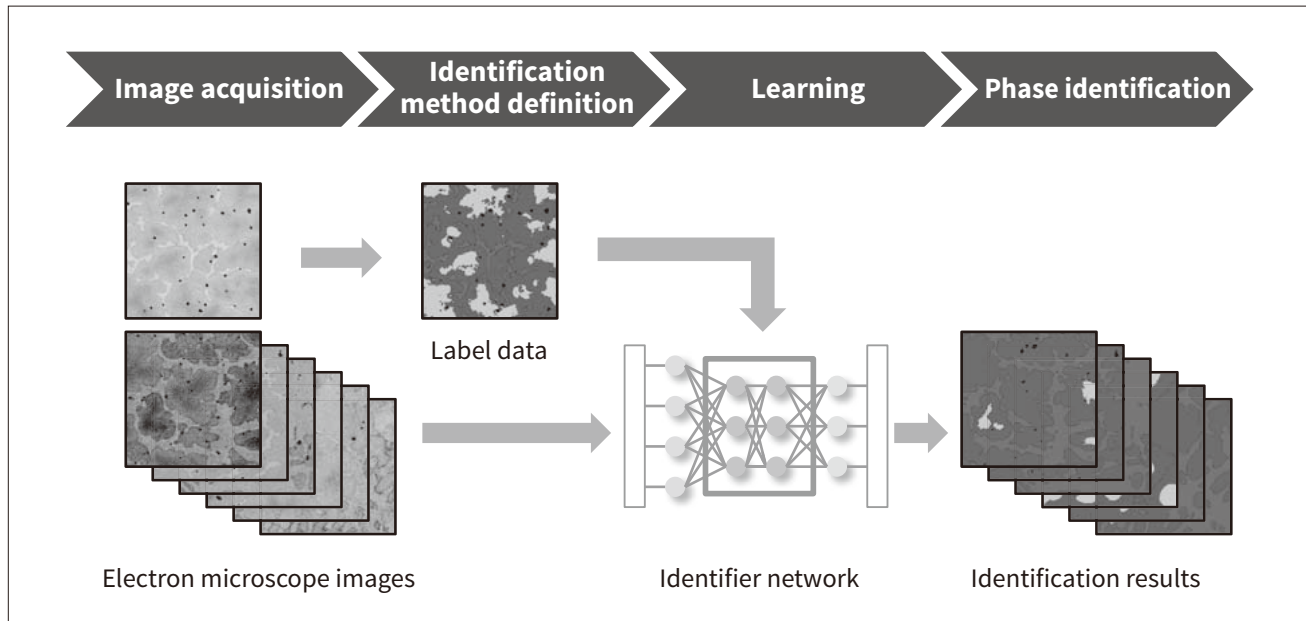 Image acquisition
Identification
method definition
Learning
Phase identification
Label data
Electron microscope images
Identifier network
Identification results